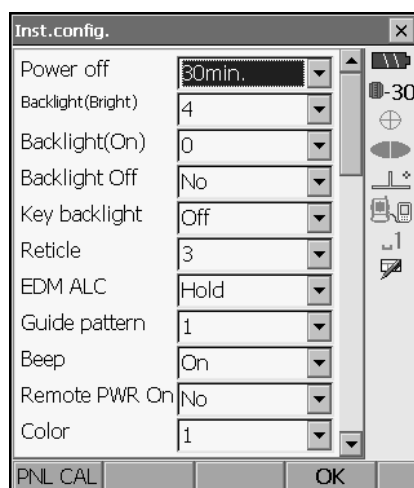 Inst.config.
Power off 30min.
Backlight(Bright) 4
Backlight(On) 0
Backlight Off No
Key backlight Off
Reticle 3
EDM ALC Hold
Guide pattern 1
Beep On
Remote PWR On No
Color 1
-30
1
PNL CAL OK